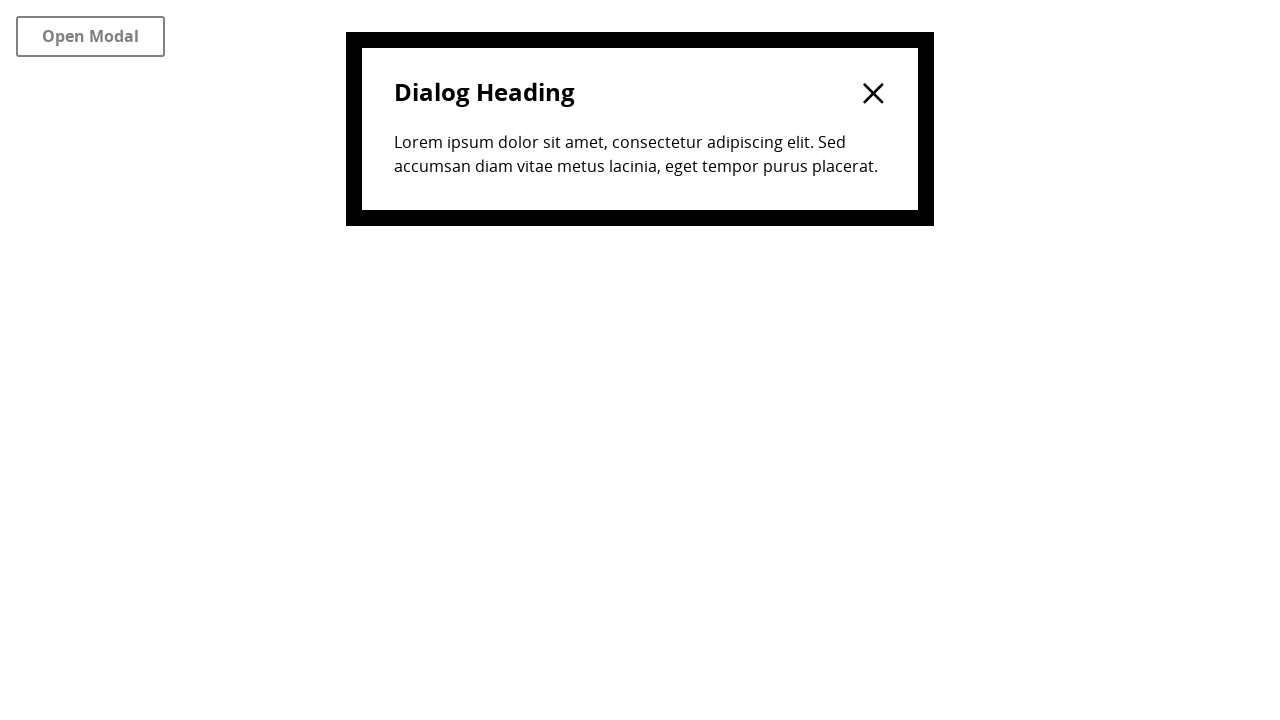 Open Modal
Dialog Heading
Lorem ipsum dolor sit amet, consectetur adipiscing elit. Sed
accumsan diam vitae metus lacinia, eget tempor purus placerat.